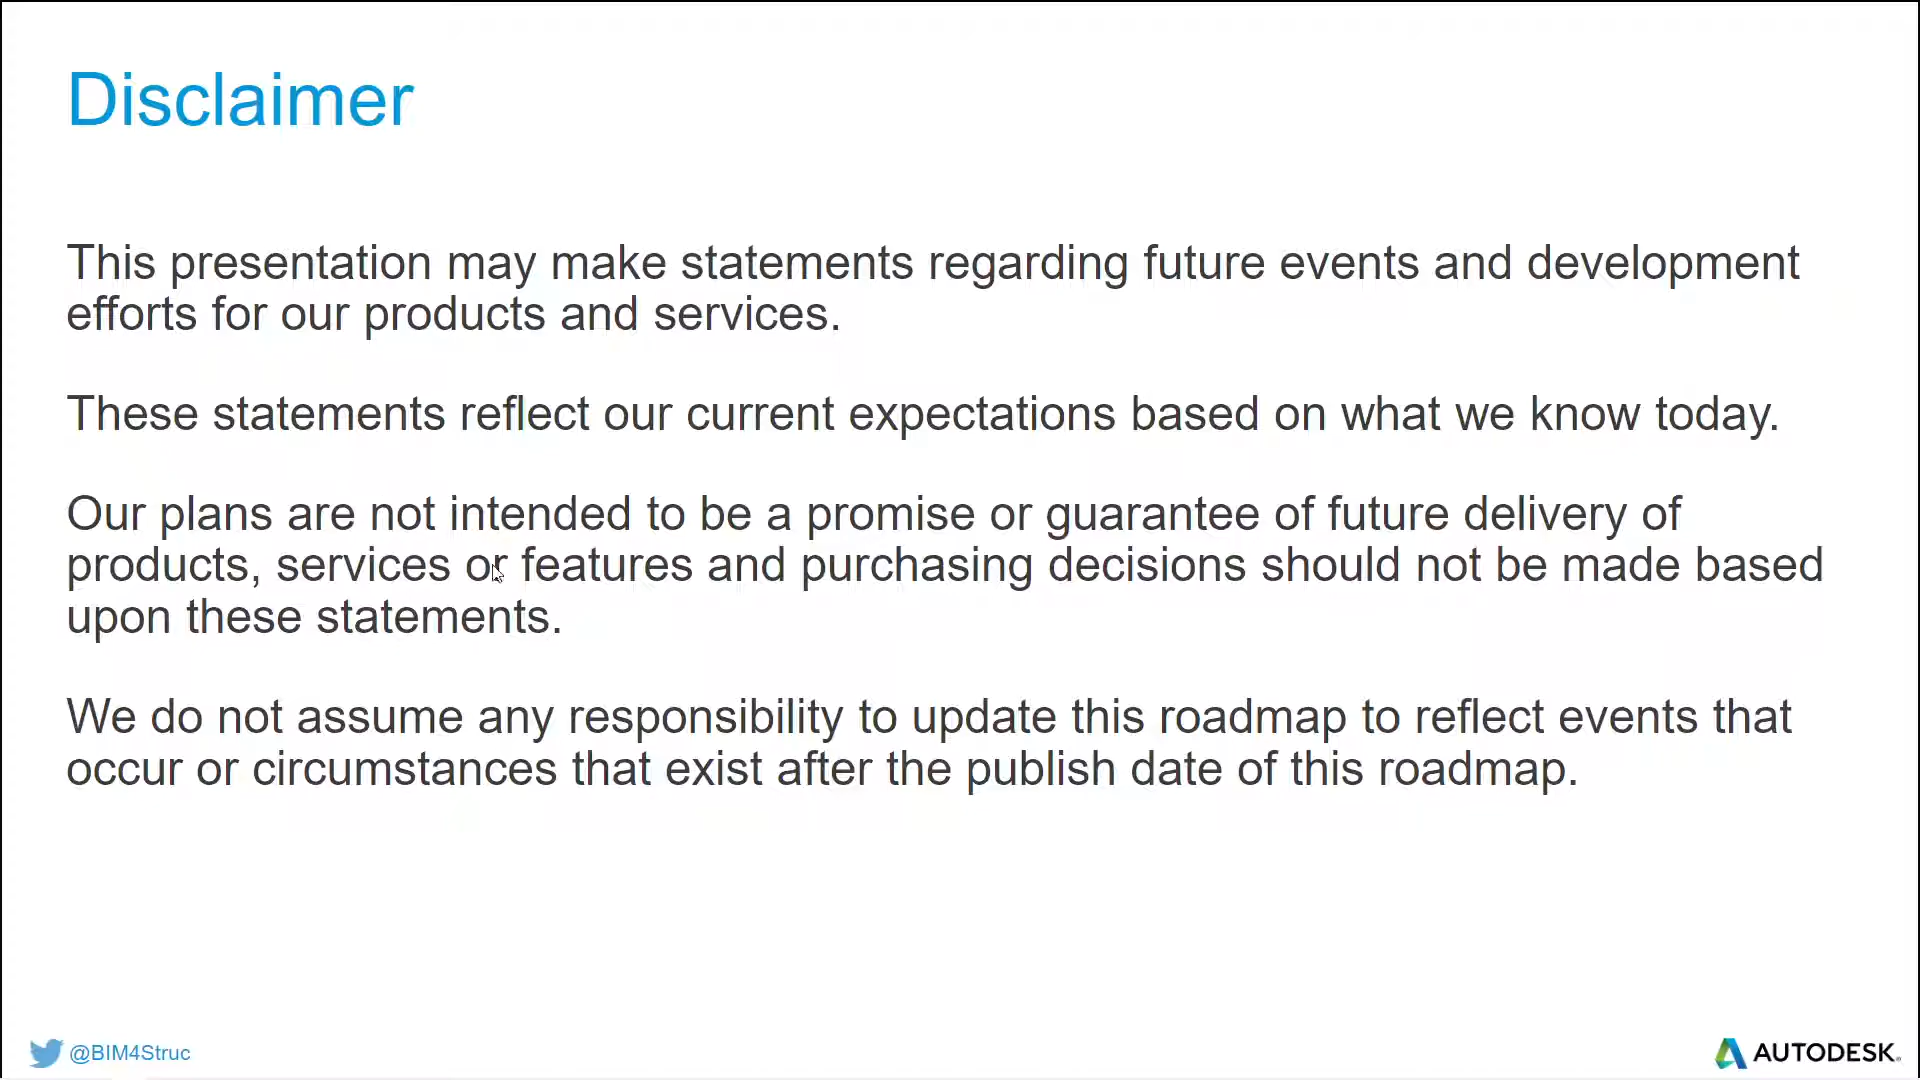 Disclaimer
This presentation may make statements regarding future events and development
efforts for our products and services.
These statements reflect our current expectations based on what we know today.
Our plans are not intended to be a promise or guarantee of future delivery of
products, services or features and purchasing decisions should not be made based
upon these statements.
We do not assume any responsibility to update this roadmap to reflect events that
occur or circumstances that exist after the publish date of this roadmap.
@BIM4Struc
AUTODESK.